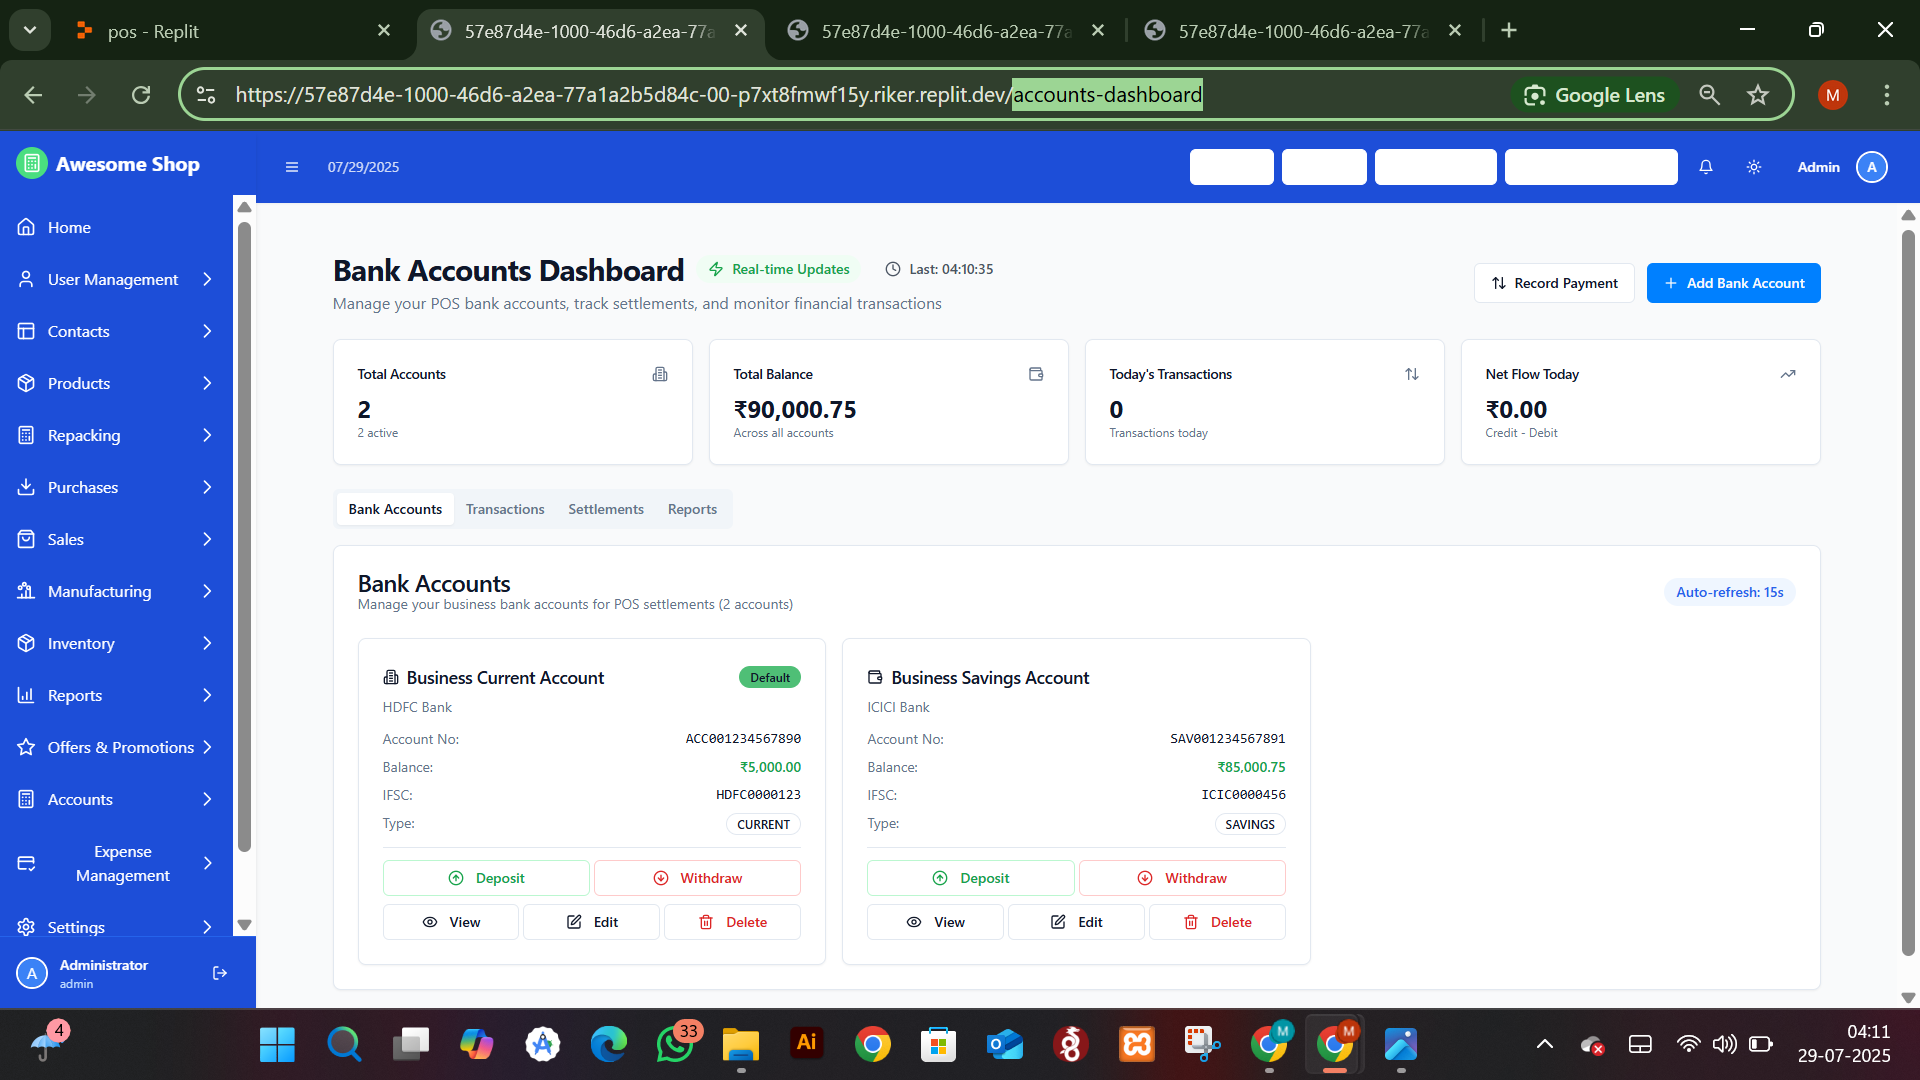 pos - Replit
57e87d4e-1000-46d6-a2ea-77a
57e87d4e-1000-46d6-a2ea-77a
57e87d4e-1000-46d6-a2ea-77a
https://57e87d4e-1000-46d6-a2ea-77a1a2b5d84c-00-p7xt8fmwf15y.riker.replit.dev/accounts-dashboard
Google Lens
M
Awesome Shop
07/29/2025
Admin
A
Home
User Management
Contacts
Products
Repacking
Purchases
Sales
Manufacturing
Inventory
Reports
Offers & Promotions
Accounts
Expense
Management
Settings
A
Administrator
admin
Bank Accounts Dashboard
Real-time Updates
Last: 04:10:35
Manage your POS bank accounts, track settlements, and monitor financial transactions
Record Payment
Add Bank Account
Total Accounts
2
2 active
Total Balance
₹90,000.75
Across all accounts
Today's Transactions
0
Transactions today
Net Flow Today
₹0.00
Credit - Debit
Bank Accounts
Transactions
Settlements
Reports
Bank Accounts
Manage your business bank accounts for POS settlements (2 accounts)
Auto-refresh: 15s
Business Current Account
Default
HDFC Bank
Account No: ACC001234567890
Balance: ₹5,000.00
IFSC: HDFC0000123
Type: CURRENT
Deposit
Withdraw
View
Edit
Delete
Business Savings Account
ICICI Bank
Account No: SAV001234567891
Balance: ₹85,000.75
IFSC: ICIC0000456
Type: SAVINGS
Deposit
Withdraw
View
Edit
Delete
4
33
Ai
M
M
04:11
29-07-2025